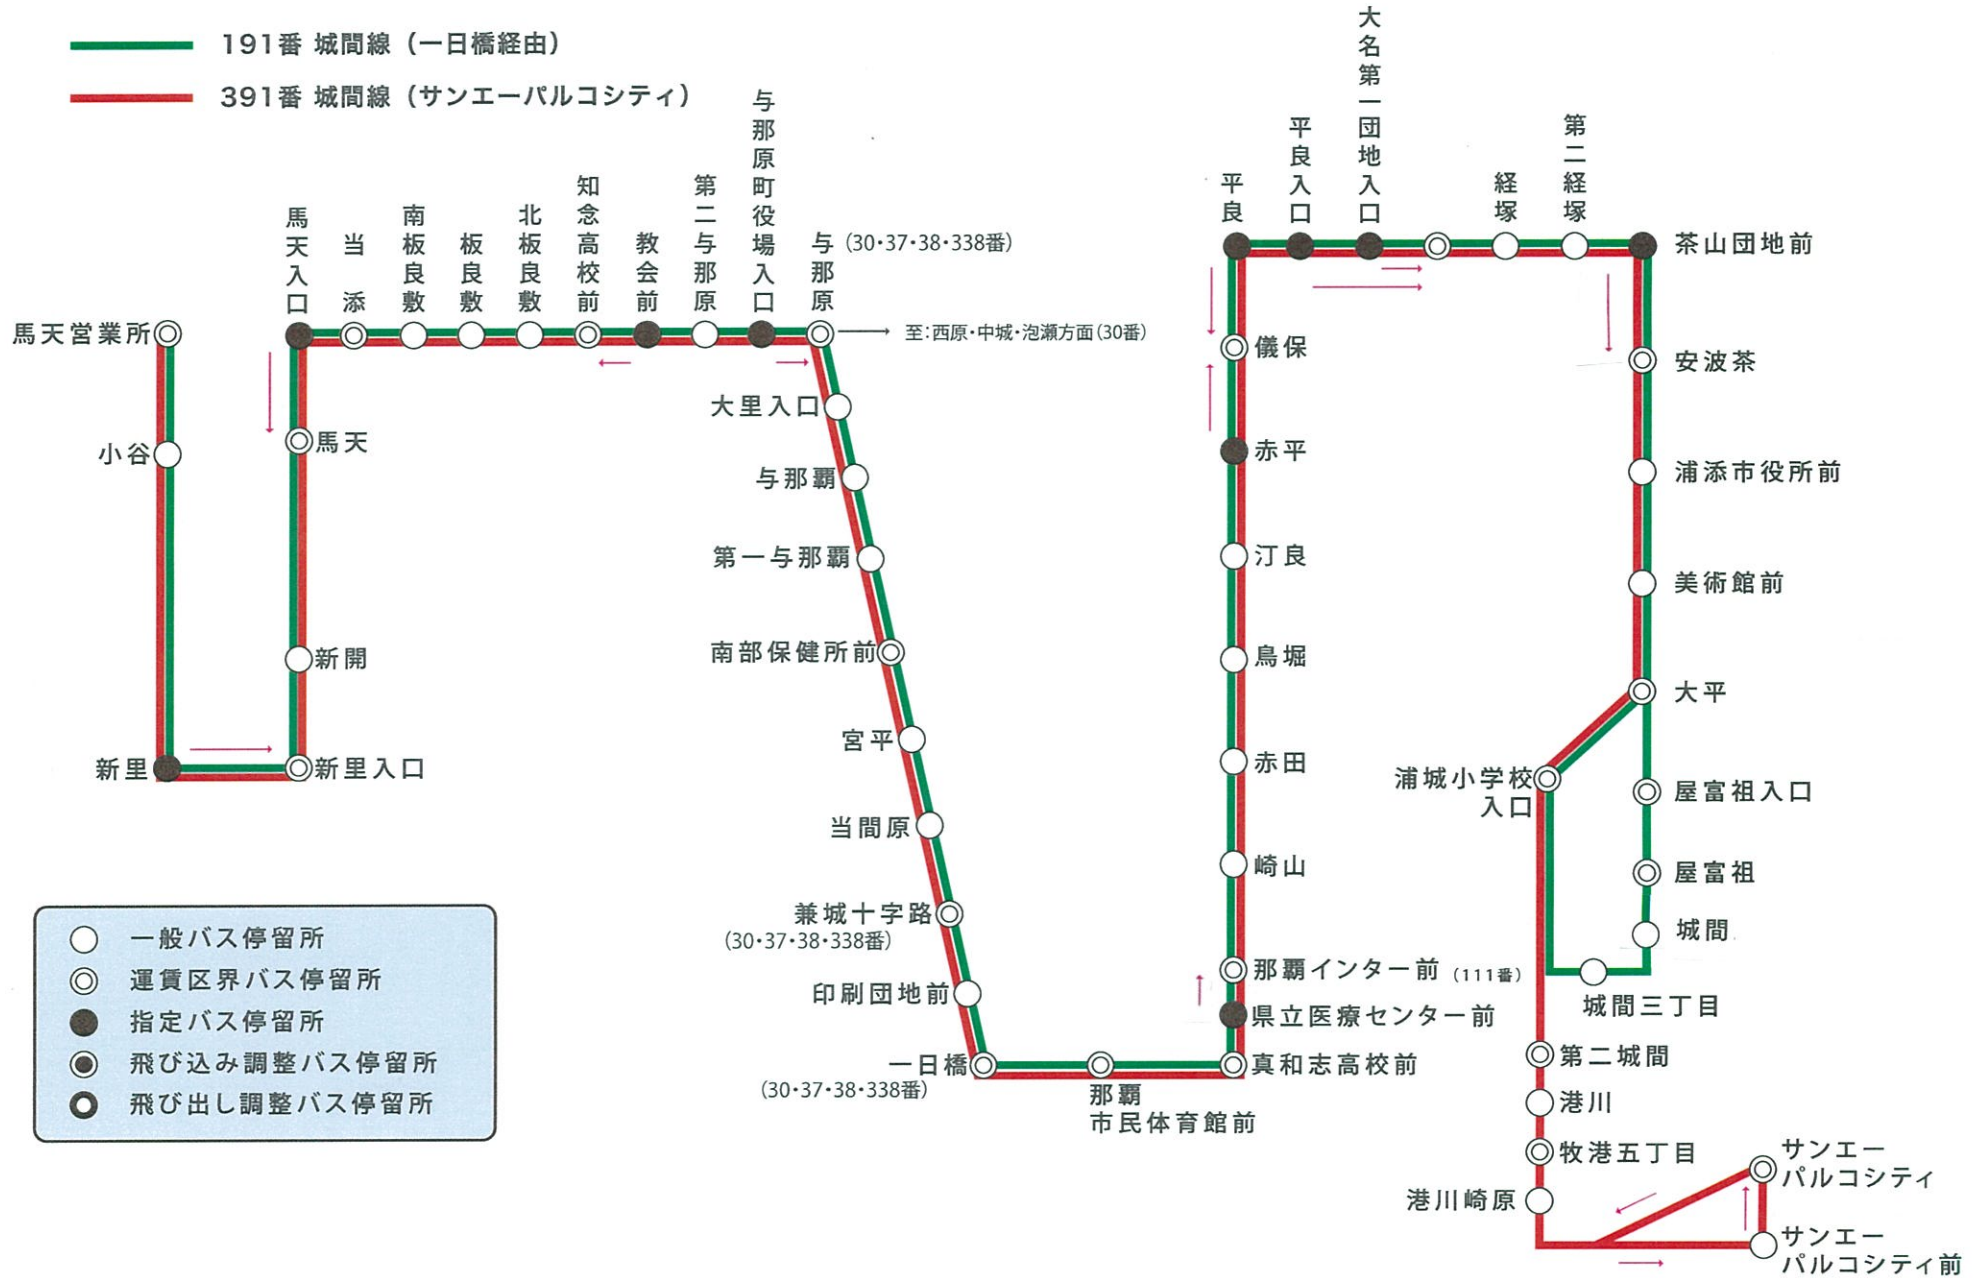 191番 城間線（一日橋経由）
391番 城間線（サンエーパルコシティ）
馬天営業所
小谷
新里
新里入口
新開
馬天
馬天入口
当添
南板良敷
板良敷
北板良敷
知念高校前
教会前
第二与那原
与那原町役場入口
与那原
（30・37・38・338番）
至：西原・中城・泡瀬方面（30番）
大里入口
与那覇
第一与那覇
南部保健所前
宮平
当間原
兼城十字路
（30・37・38・338番）
印刷団地前
一日橋
（30・37・38・338番）
那覇
市民体育館前
真和志高校前
県立医療センター前
那覇インター前（111番）
崎山
赤田
鳥堀
汀良
赤平
儀保
平良
平良入口
大名第一団地入口
経塚
第二経塚
茶山団地前
安波茶
浦添市役所前
美術館前
大平
屋富祖入口
屋富祖
城間
城間三丁目
浦城小学校
入口
第二城間
港川
牧港五丁目
港川崎原
サンエー
パルコシティ
サンエー
パルコシティ前
一般バス停留所
運賃区界バス停留所
指定バス停留所
飛び込み調整バス停留所
飛び出し調整バス停留所